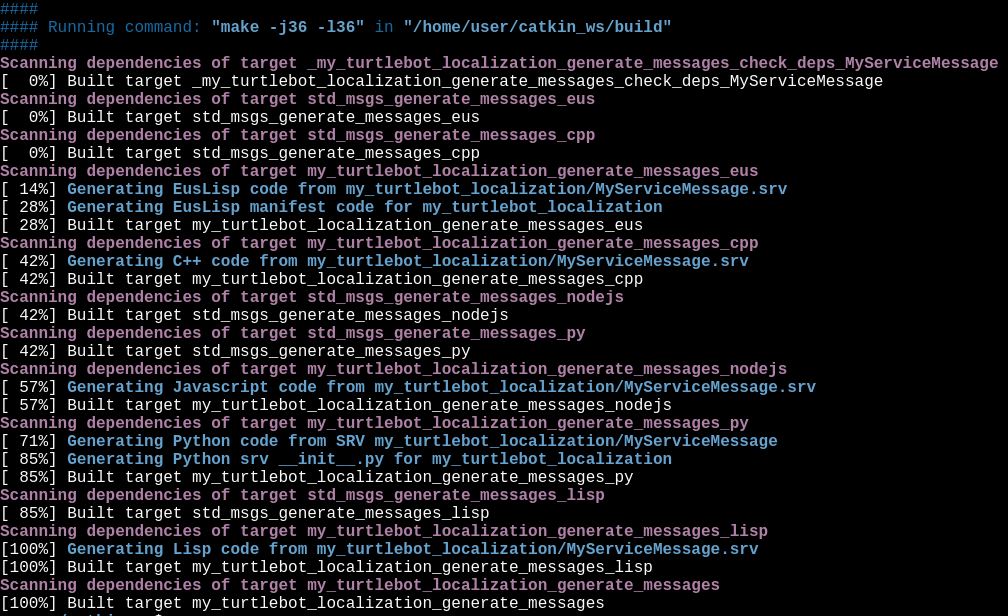 ####
#### Running command: "make -j36 -l36" in "/home/user/catkin_ws/build"
####
Scanning dependencies of target _my_turtlebot_localization_generate_messages_check_deps_MyServiceMessage
[  0%] Built target _my_turtlebot_localization_generate_messages_check_deps_MyServiceMessage
Scanning dependencies of target std_msgs_generate_messages_eus
[  0%] Built target std_msgs_generate_messages_eus
Scanning dependencies of target std_msgs_generate_messages_cpp
[  0%] Built target std_msgs_generate_messages_cpp
Scanning dependencies of target my_turtlebot_localization_generate_messages_eus
[ 14%] Generating EusLisp code from my_turtlebot_localization/MyServiceMessage.srv
[ 28%] Generating EusLisp manifest code for my_turtlebot_localization
[ 28%] Built target my_turtlebot_localization_generate_messages_eus
Scanning dependencies of target my_turtlebot_localization_generate_messages_cpp
[ 42%] Generating C++ code from my_turtlebot_localization/MyServiceMessage.srv
[ 42%] Built target my_turtlebot_localization_generate_messages_cpp
Scanning dependencies of target std_msgs_generate_messages_nodejs
[ 42%] Built target std_msgs_generate_messages_nodejs
Scanning dependencies of target std_msgs_generate_messages_py
[ 42%] Built target std_msgs_generate_messages_py
Scanning dependencies of target my_turtlebot_localization_generate_messages_nodejs
[ 57%] Generating Javascript code from my_turtlebot_localization/MyServiceMessage.srv
[ 57%] Built target my_turtlebot_localization_generate_messages_nodejs
Scanning dependencies of target my_turtlebot_localization_generate_messages_py
[ 71%] Generating Python code from SRV my_turtlebot_localization/MyServiceMessage
[ 85%] Generating Python srv __init__.py for my_turtlebot_localization
[ 85%] Built target my_turtlebot_localization_generate_messages_py
Scanning dependencies of target std_msgs_generate_messages_lisp
[ 85%] Built target std_msgs_generate_messages_lisp
Scanning dependencies of target my_turtlebot_localization_generate_messages_lisp
[100%] Generating Lisp code from my_turtlebot_localization/MyServiceMessage.srv
[100%] Built target my_turtlebot_localization_generate_messages_lisp
Scanning dependencies of target my_turtlebot_localization_generate_messages
[100%] Built target my_turtlebot_localization_generate_messages